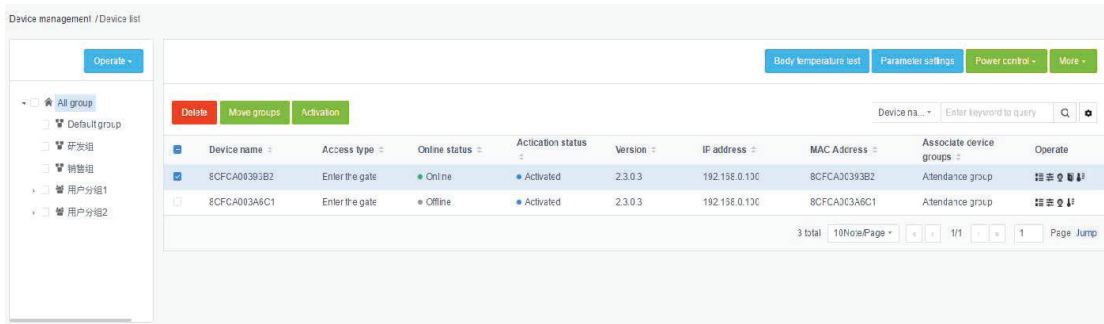 Device management / Device list
Operate
Body temperature test Parameter settings Power control More
All group
Default group
研发组
销售组
用户分组1
用户分组2
Delete Move groups Activation
Device na... Enter keyword to query
Device name Access type Online status Actication status Version IP address MAC Address Associate device groups Operate
8CFCA00393B2 Enter the gate Online Activated 2.3.0.3 192.168.0.100 8CFCA00393B2 Attendance group
8CFCA003A6C1 Enter the gate Offline Activated 2.3.0.3 192.168.0.100 8CFCA003A6C1 Attendance group
3 total 10Note/Page « ‹ 1/1 › » 1 Page Jump